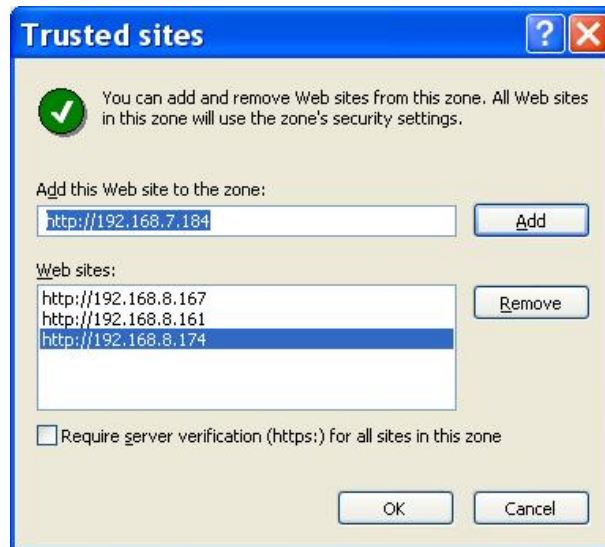 Trusted sites
You can add and remove Web sites from this zone. All Web sites
in this zone will use the zone's security settings.
Add this Web site to the zone:
http://192.168.7.184
Add
Web sites:
http://192.168.8.167
http://192.168.8.161
http://192.168.8.174
Remove
Require server verification (https:) for all sites in this zone
OK
Cancel